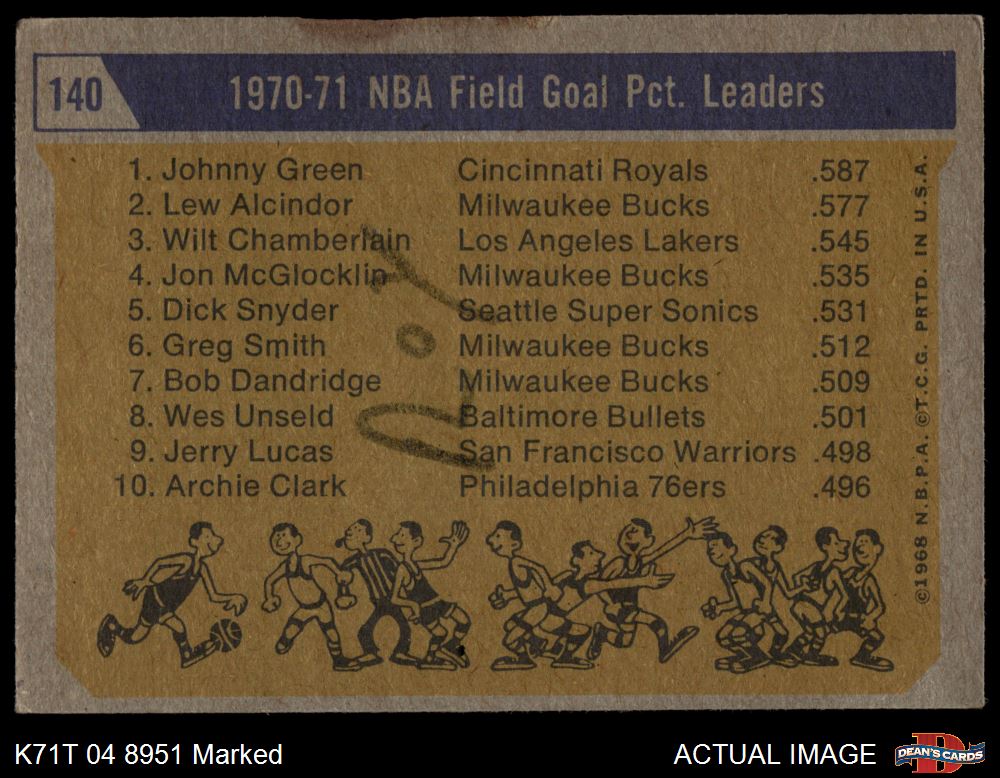 140 1970-71 NBA Field Goal Pct. Leaders
1. Johnny Green Cincinnati Royals .587
2. Lew Alcindor Milwaukee Bucks .577
3. Wilt Chamberlain Los Angeles Lakers .545
4. Jon McGlocklin Milwaukee Bucks .535
5. Dick Snyder Seattle Super Sonics .531
6. Greg Smith Milwaukee Bucks .512
7. Bob Dandridge Milwaukee Bucks .509
8. Wes Unseld Baltimore Bullets .501
9. Jerry Lucas San Francisco Warriors .498
10. Archie Clark Philadelphia 76ers .496
©1968 N.B.P.A. ©T.C.G. PRTD. IN U.S.A.
Roy
K71T 04 8951 Marked
ACTUAL IMAGE
DEAN'S CARDS